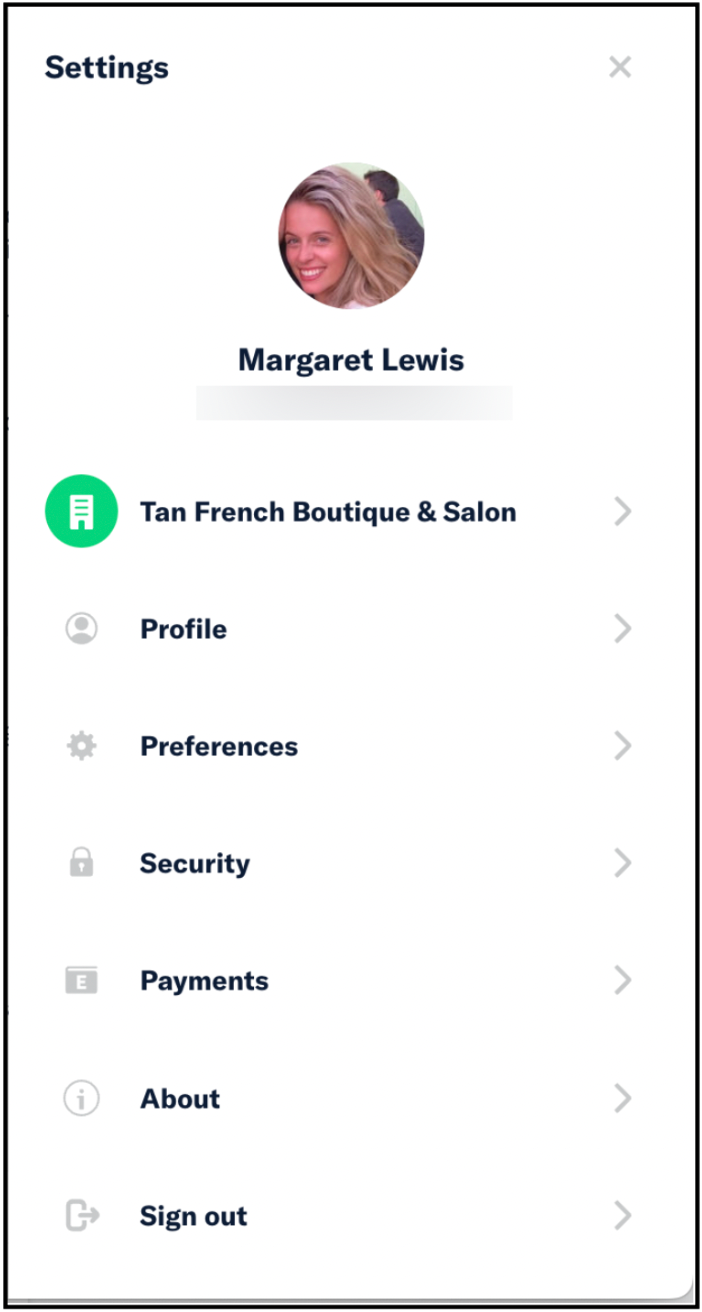 Settings
Margaret Lewis
Tan French Boutique & Salon
Profile
Preferences
Security
E
Payments
About
Sign out